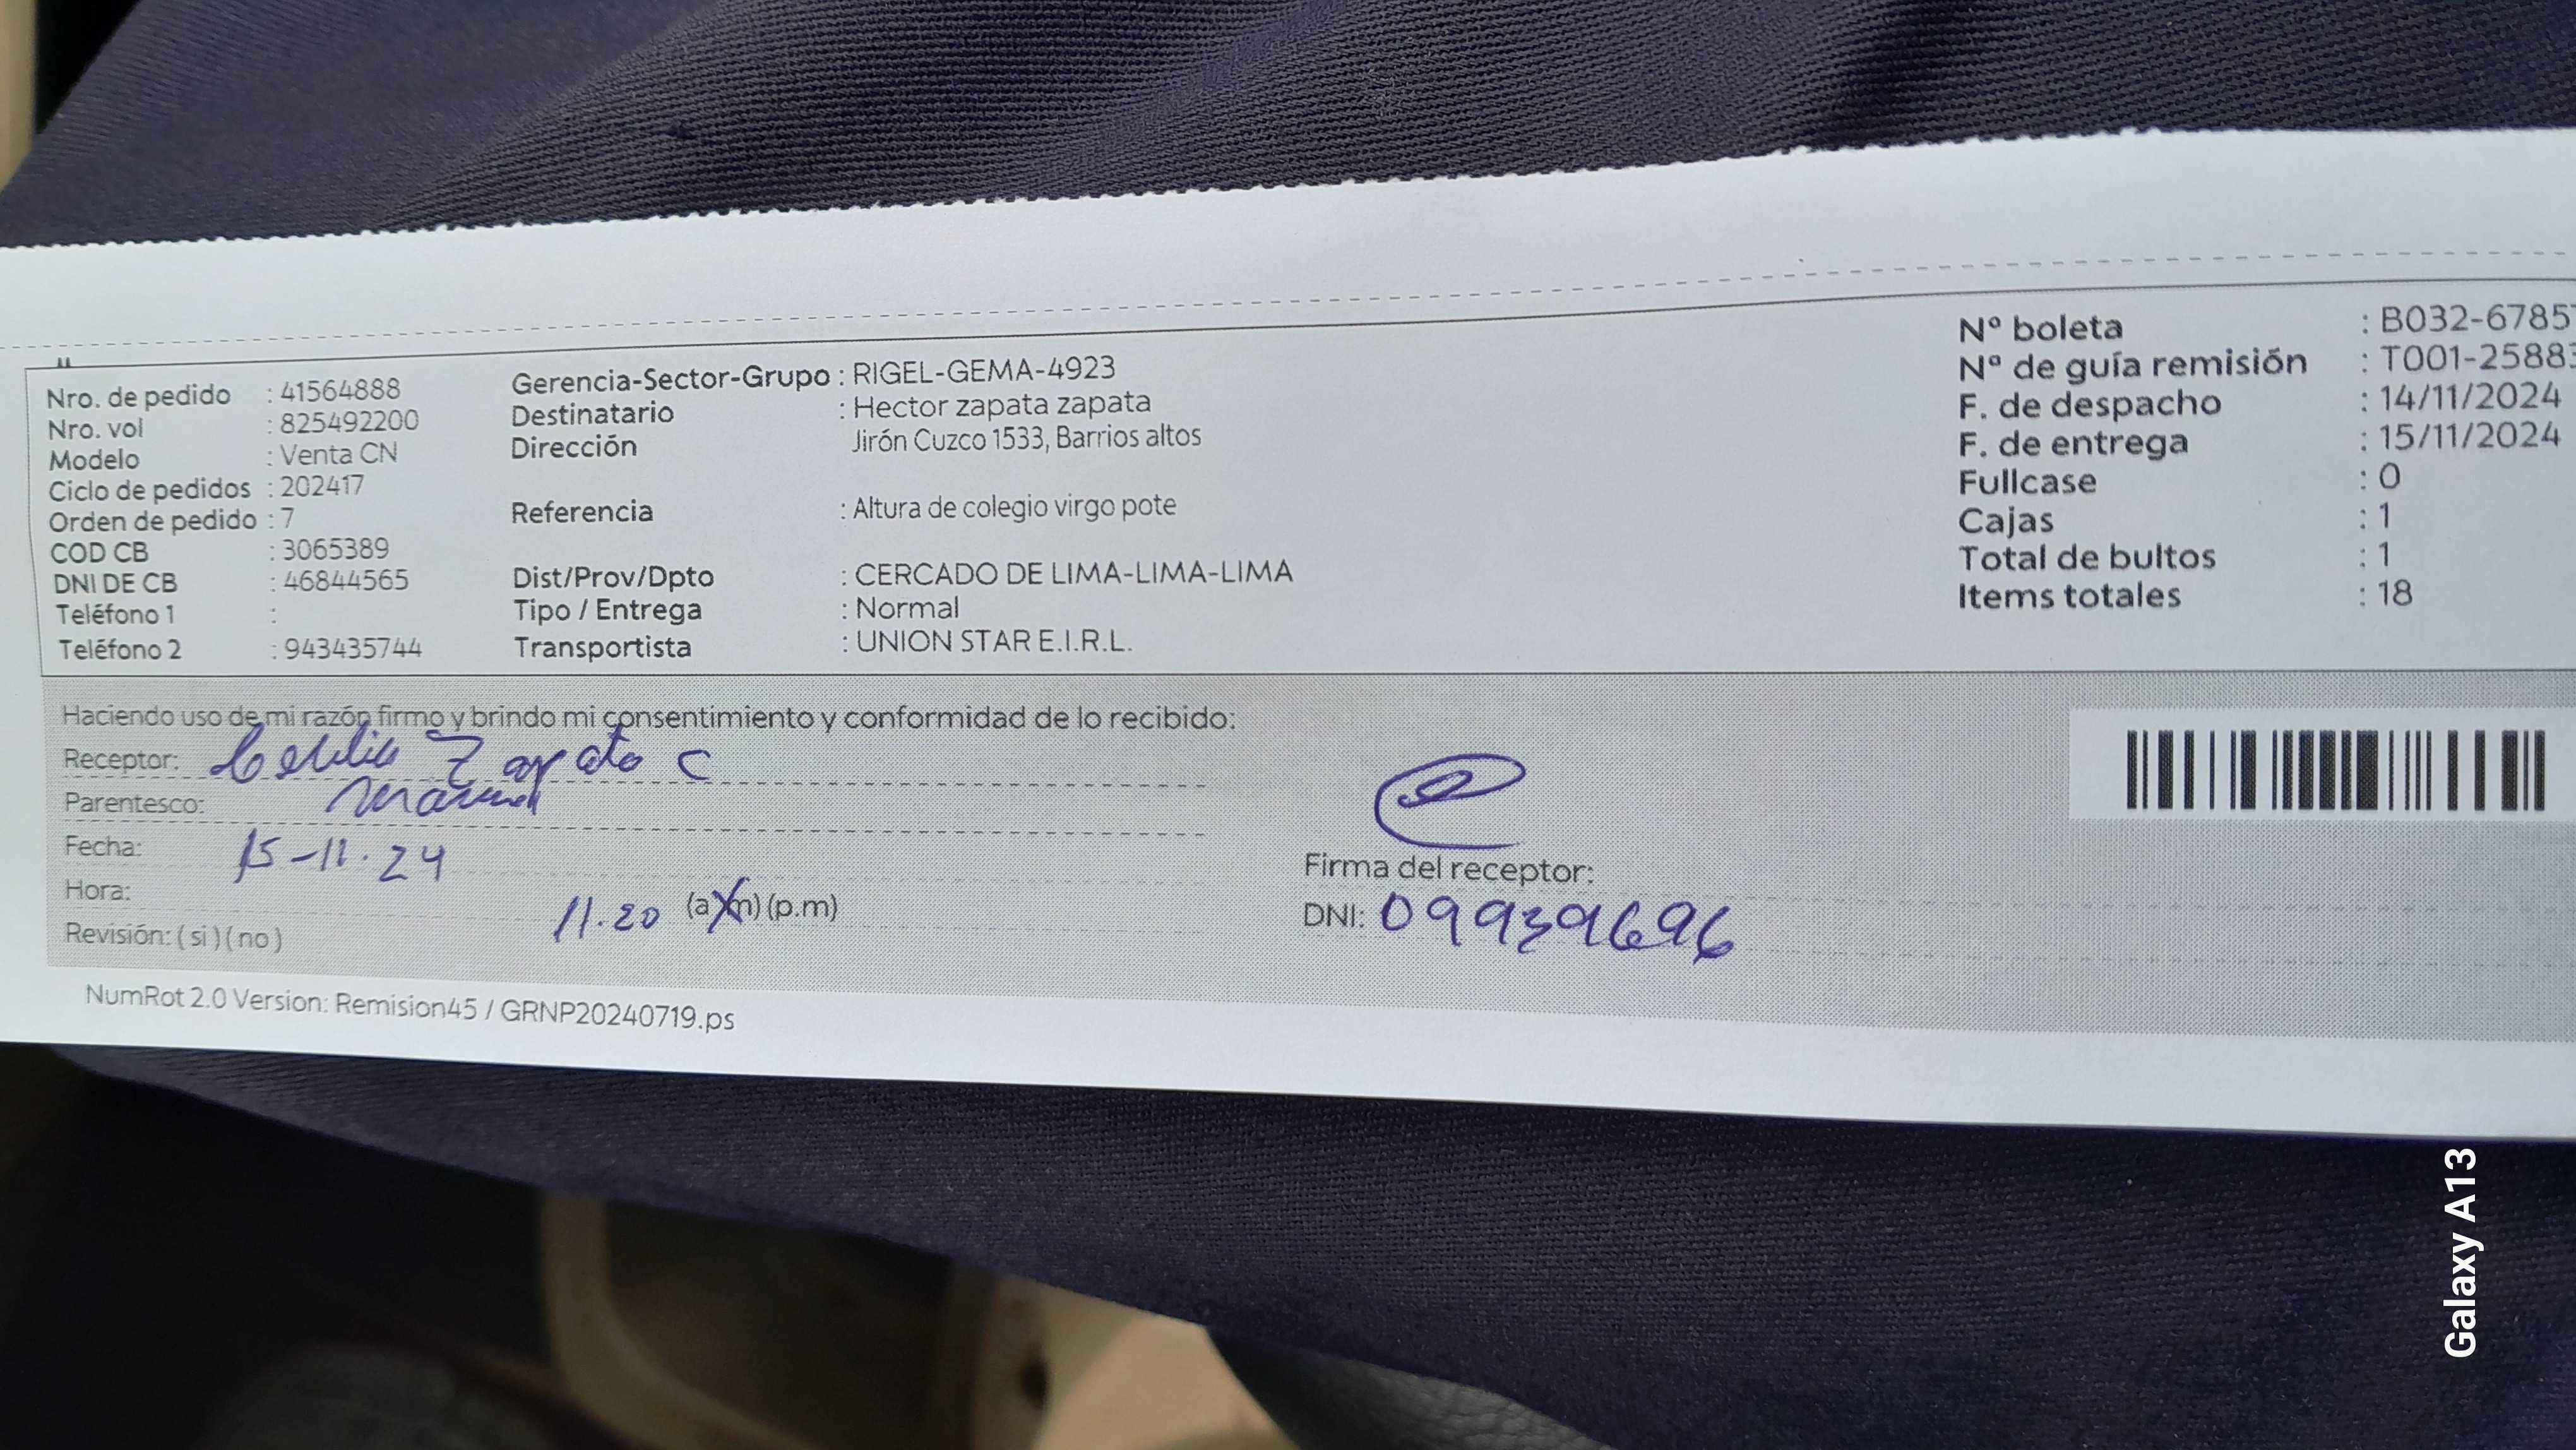 Nro. de pedido : 41564888
Nro. vol : 825492200
Modelo : Venta CN
Ciclo de pedidos : 202417
Orden de pedido : 7
COD CB : 3065389
DNI DE CB : 46844565
Teléfono 1 :
Teléfono 2 : 943435744
Gerencia-Sector-Grupo : RIGEL-GEMA-4923
Destinatario : Hector zapata zapata
Dirección Jirón Cuzco 1533, Barrios altos
Referencia : Altura de colegio virgo pote
Dist/Prov/Dpto : CERCADO DE LIMA-LIMA-LIMA
Tipo / Entrega : Normal
Transportista : UNION STAR E.I.R.L.
Nº boleta : B032-6785
Nª de guía remisión : T001-2588
F. de despacho : 14/11/2024
F. de entrega : 15/11/2024
Fullcase : 0
Cajas : 1
Total de bultos : 1
Items totales : 18
Haciendo uso de mi razón firmo y brindo mi consentimiento y conformidad de lo recibido:
Receptor: Zapata C
Parentesco:
Fecha: 15-11-24
Hora: 11.20 (a.m) (p.m)
Revisión: ( si ) ( no )
Firma del receptor:
DNI: 09939696
NumRot 2.0 Version: Remision45 / GRNP20240719.ps
Galaxy A13